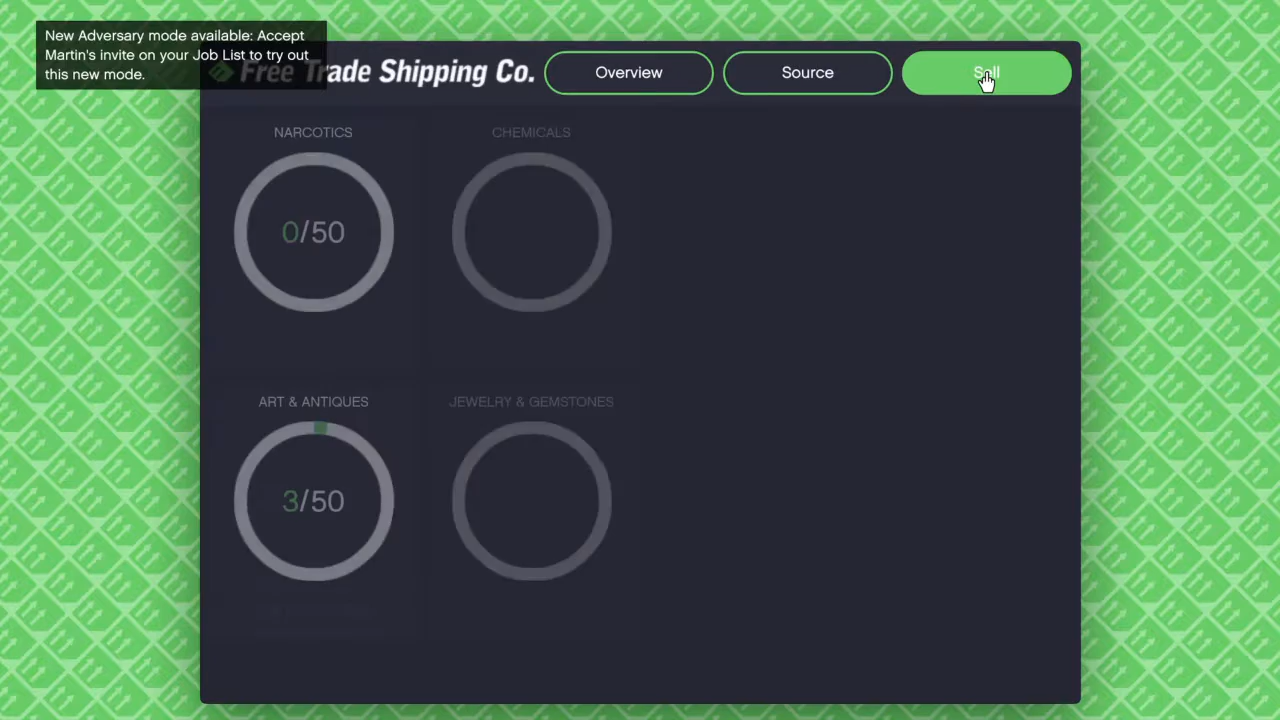 New Adversary mode available: Accept
Martin's invite on your Job List to try out
this new mode.
Free Trade Shipping Co.
Overview
Source
Sell
NARCOTICS
CHEMICALS
0/50
ART & ANTIQUES
JEWELRY & GEMSTONES
3/50